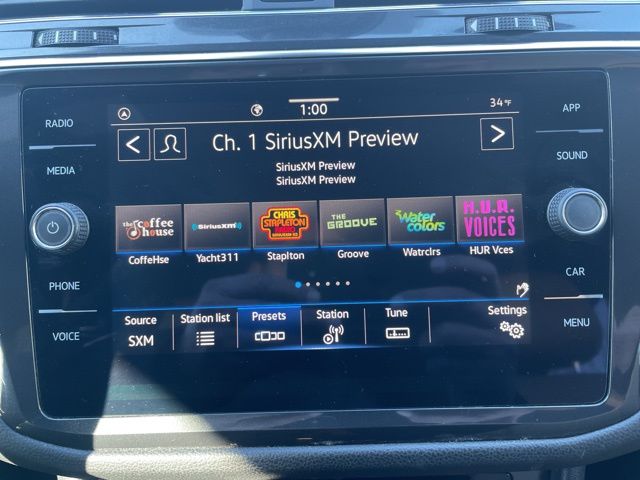 1:00
34 °F
RADIO
MEDIA
PHONE
VOICE
APP
SOUND
CAR
MENU
Ch. 1 SiriusXM Preview
SiriusXM Preview
SiriusXM Preview
the coffee
house
SiriusXM
CHRIS
STAPLETON
RADIO
THE
GROOVE
Water
colors
H.U.R.
VOICES
CoffeHse
Yacht311
Staplton
Groove
Watrclrs
HUR Vces
Source
SXM
Station list
Presets
Station
Tune
Settings